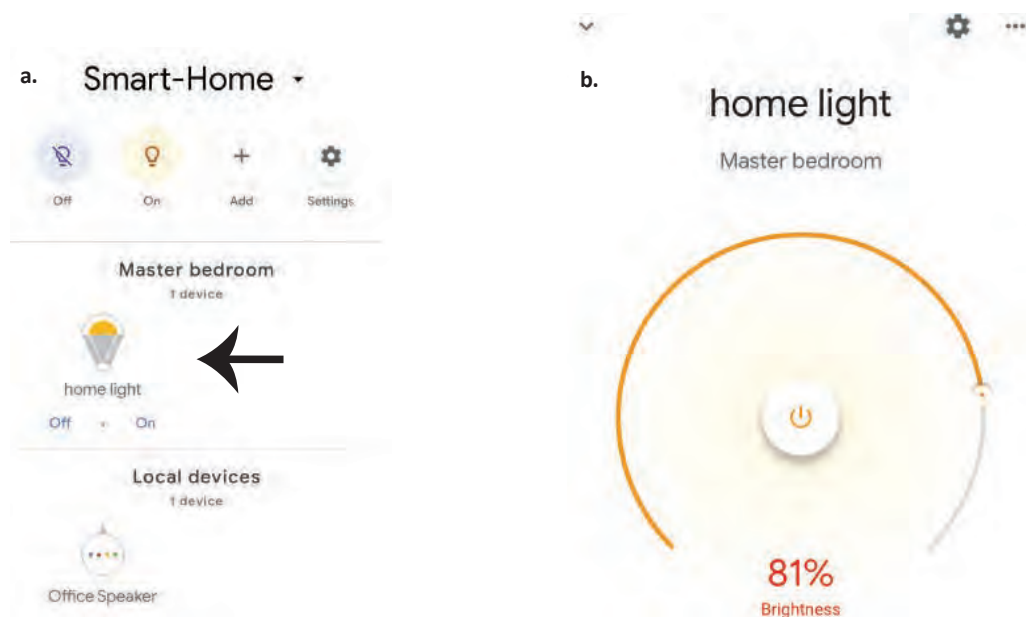 a.
Smart-Home
Off On Add Settings
Master bedroom
1 device
home light
Off • On
Local devices
1 device
Office Speaker
b.
home light
Master bedroom
81%
Brightness